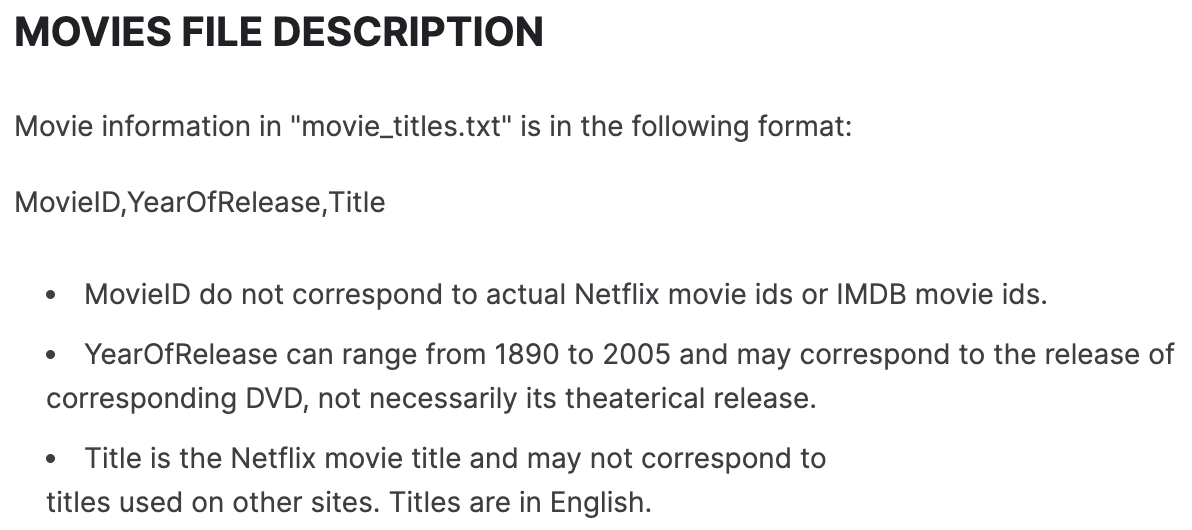 MOVIES FILE DESCRIPTION
Movie information in "movie_titles.txt" is in the following format:
MovieID,YearOfRelease,Title
• MovieID do not correspond to actual Netflix movie ids or IMDB movie ids.
• YearOfRelease can range from 1890 to 2005 and may correspond to the release of
corresponding DVD, not necessarily its theaterical release.
• Title is the Netflix movie title and may not correspond to
titles used on other sites. Titles are in English.